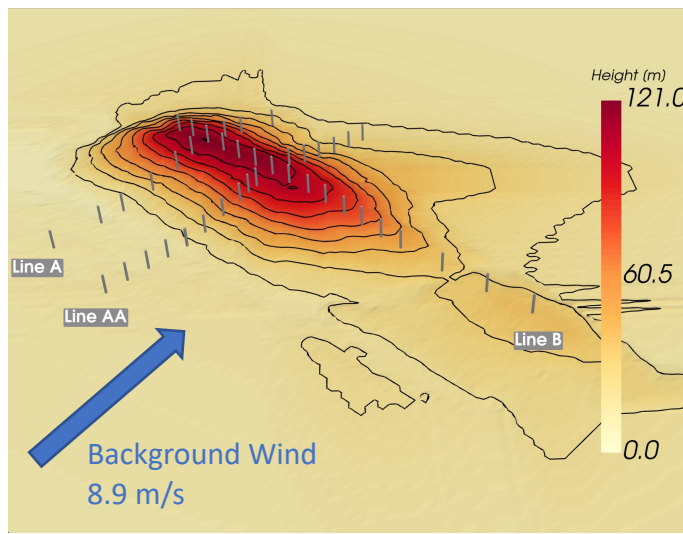 Height (m)
121.0
60.5
0.0
Line A
Line AA
Line B
Background Wind
8.9 m/s